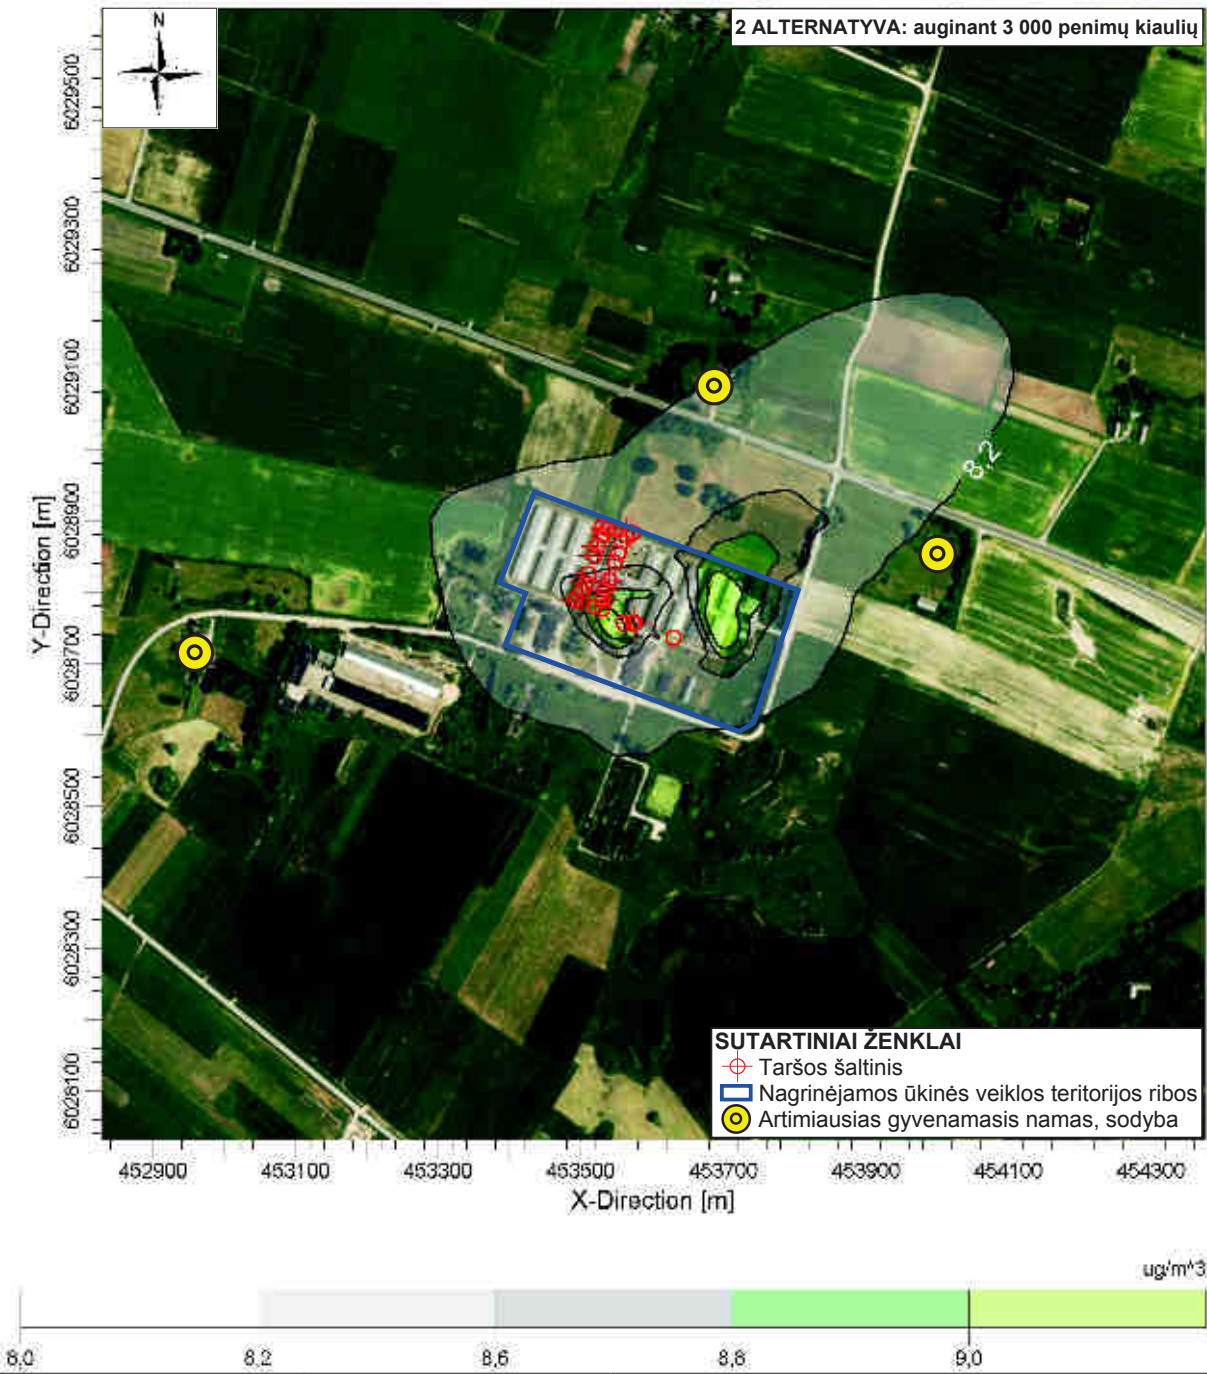 2 ALTERNATYVA: auginant 3 000 penimų kiaulių
N
6029500
6029300
6029100
6028900
6028700
6028500
6028300
6028100
Y-Direction [m]
8,2
SUTARTINIAI ŽENKLAI
Taršos šaltinis
Nagrinėjamos ūkinės veiklos teritorijos ribos
Artimiausias gyvenamasis namas, sodyba
452900 453100 453300 453500 453700 453900 454100 454300
X-Direction [m]
ug/m^3
8,0 8,2 8,6 8,8 9,0